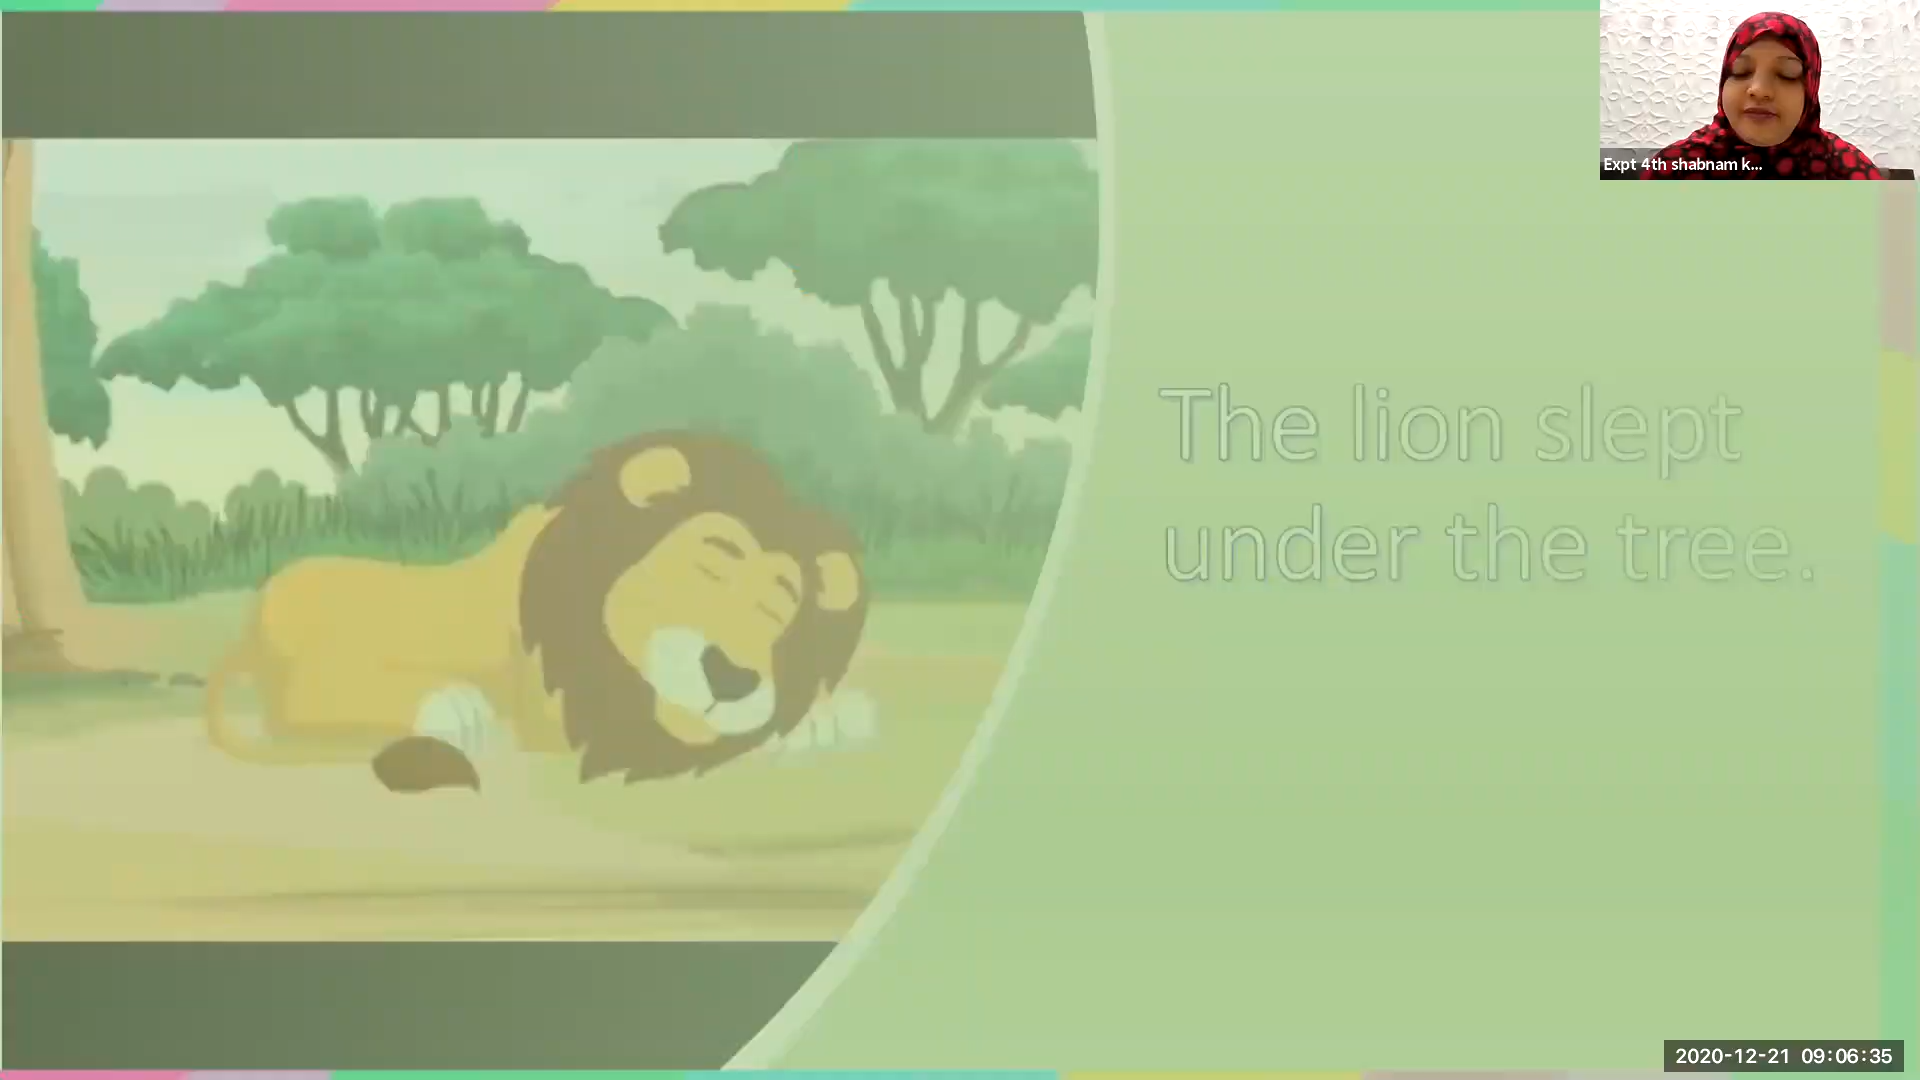 Expt 4th shabnam k...
The lion slept
under the tree.
2020-12-21 09:06:35